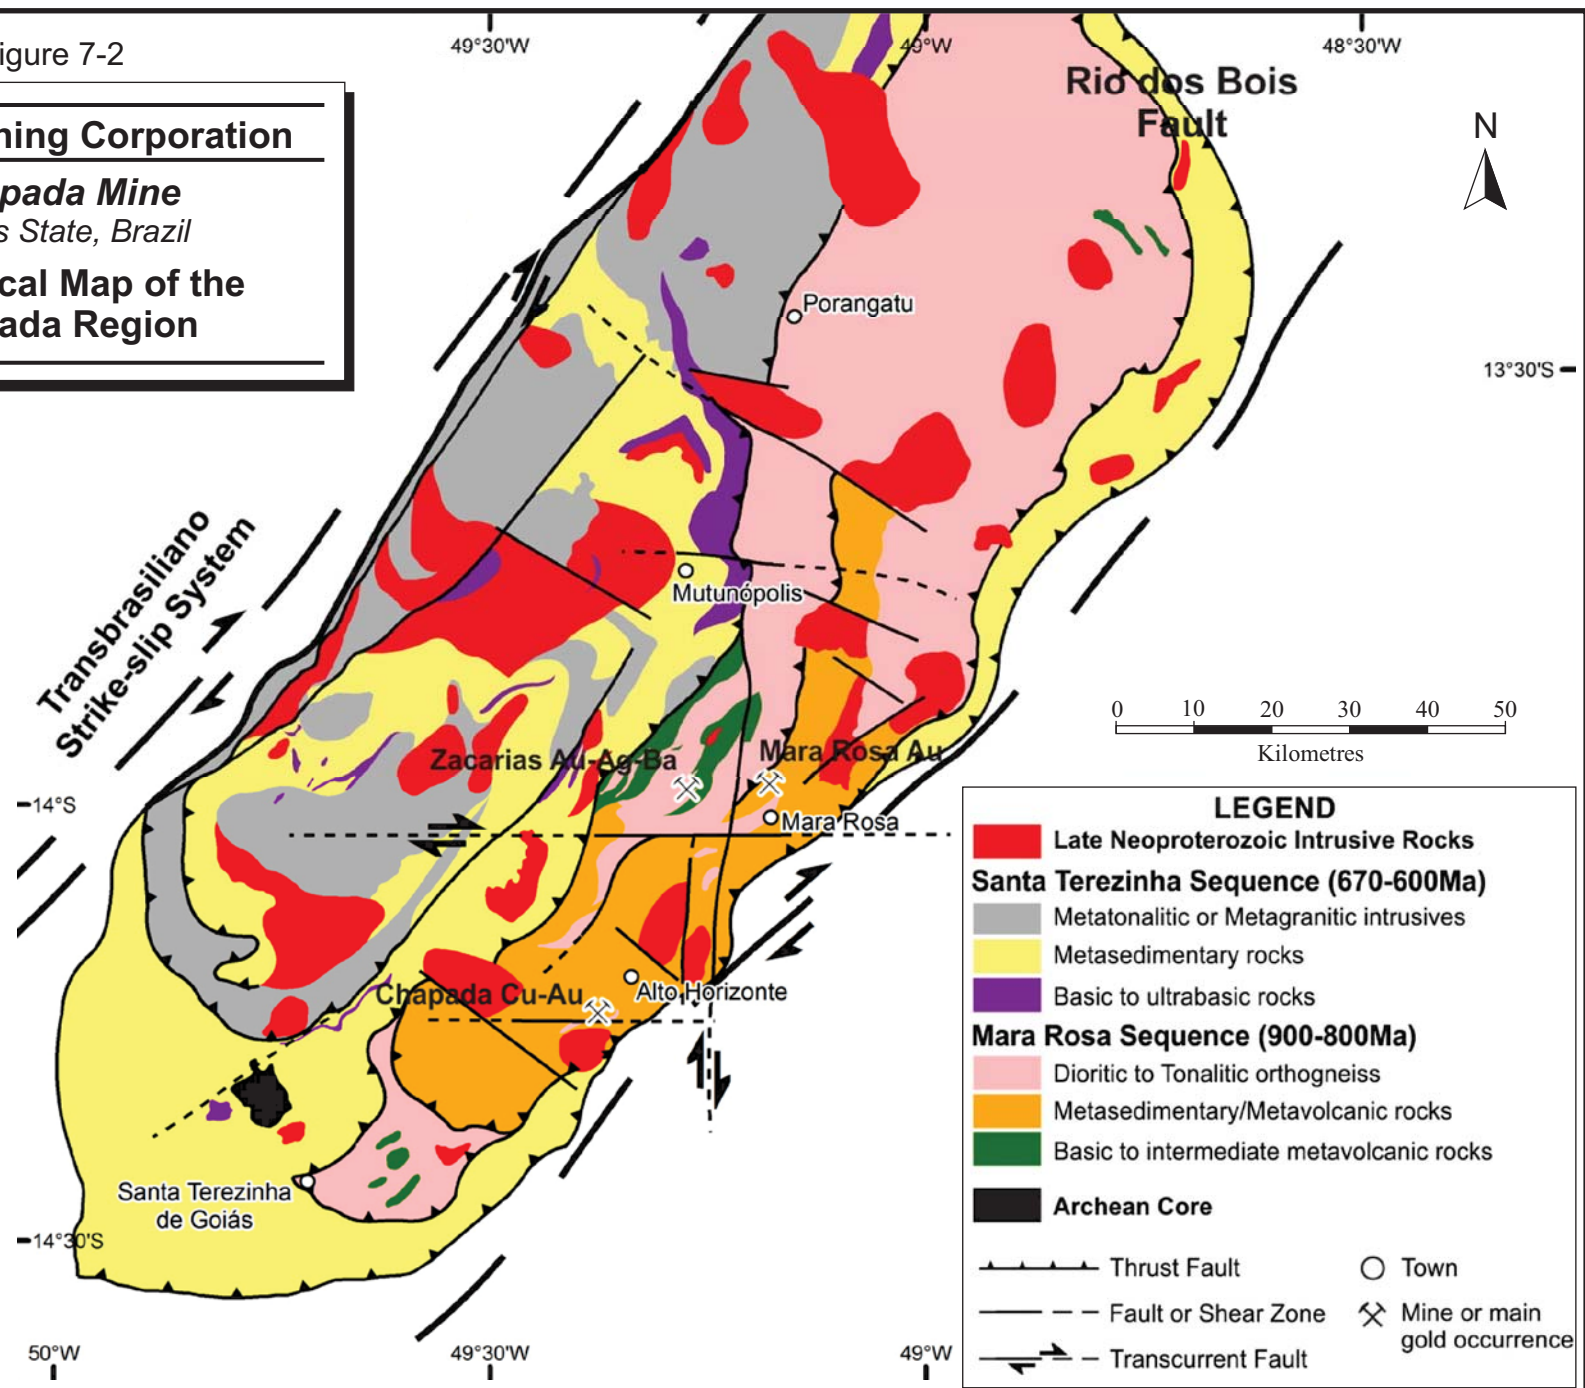 igure 7-2
ning Corporation
pada Mine
s State, Brazil
cal Map of the
ada Region
49°30'W
49°W
48°30'W
Rio dos Bois
Fault
N
Porangatu
13°30'S
Transbrasiliano
Strike-slip System
Mutunópolis
0 10 20 30 40 50
Kilometres
Zacarias Au-Ag-Ba
Mara Rosa Au
14°S
Mara Rosa
Chapada Cu-Au
Alto Horizonte
Santa Terezinha
de Goiás
14°30'S
50°W
49°30'W
49°W
LEGEND
Late Neoproterozoic Intrusive Rocks
Santa Terezinha Sequence (670-600Ma)
Metatonalitic or Metagranitic intrusives
Metasedimentary rocks
Basic to ultrabasic rocks
Mara Rosa Sequence (900-800Ma)
Dioritic to Tonalitic orthogneiss
Metasedimentary/Metavolcanic rocks
Basic to intermediate metavolcanic rocks
Archean Core
Thrust Fault
Town
Fault or Shear Zone
Mine or main
gold occurrence
Transcurrent Fault